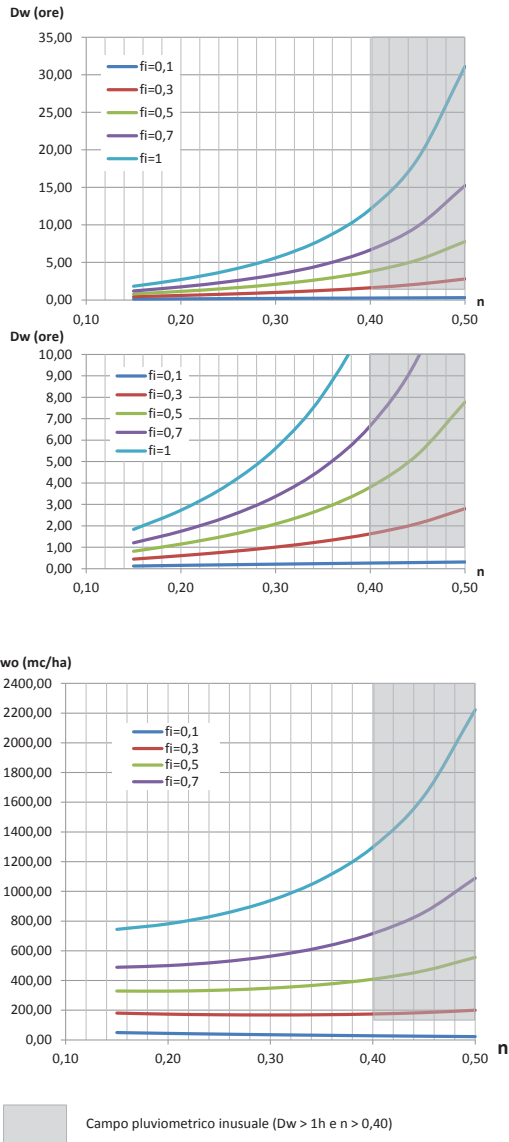 Dw (ore)
35,00
30,00
25,00
20,00
15,00
10,00
5,00
0,00
fi=0,1
fi=0,3
fi=0,5
fi=0,7
fi=1
0,10
0,20
0,30
0,40
0,50
n
Dw (ore)
10,00
9,00
8,00
7,00
6,00
5,00
4,00
3,00
2,00
1,00
0,00
fi=0,1
fi=0,3
fi=0,5
fi=0,7
fi=1
0,10
0,20
0,30
0,40
0,50
n
wo (mc/ha)
2400,00
2200,00
2000,00
1800,00
1600,00
1400,00
1200,00
1000,00
800,00
600,00
400,00
200,00
0,00
fi=0,1
fi=0,3
fi=0,5
fi=0,7
0,10
0,20
0,30
0,40
0,50
n
Campo pluviometrico inusuale (Dw > 1h e n > 0,40)